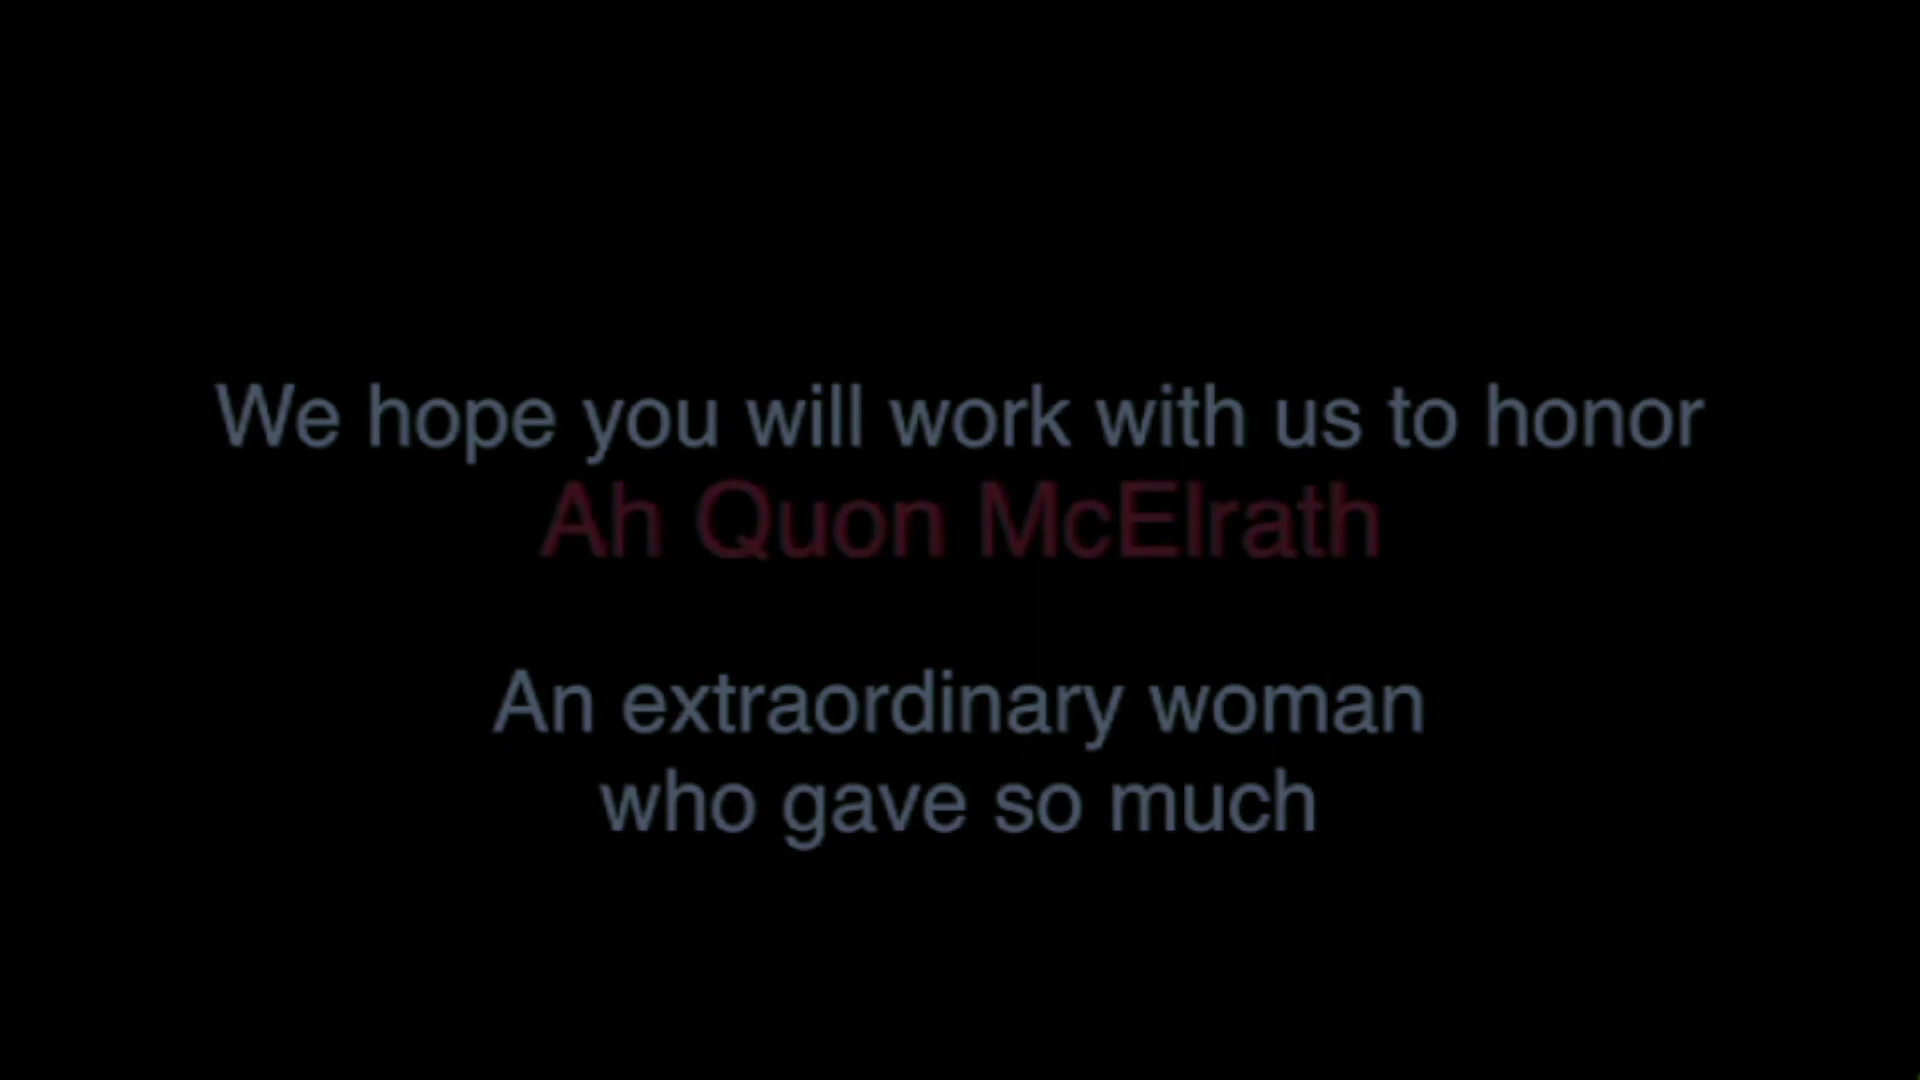 We hope you will work with us to honor
Ah Quon McElrath
An extraordinary woman
who gave so much